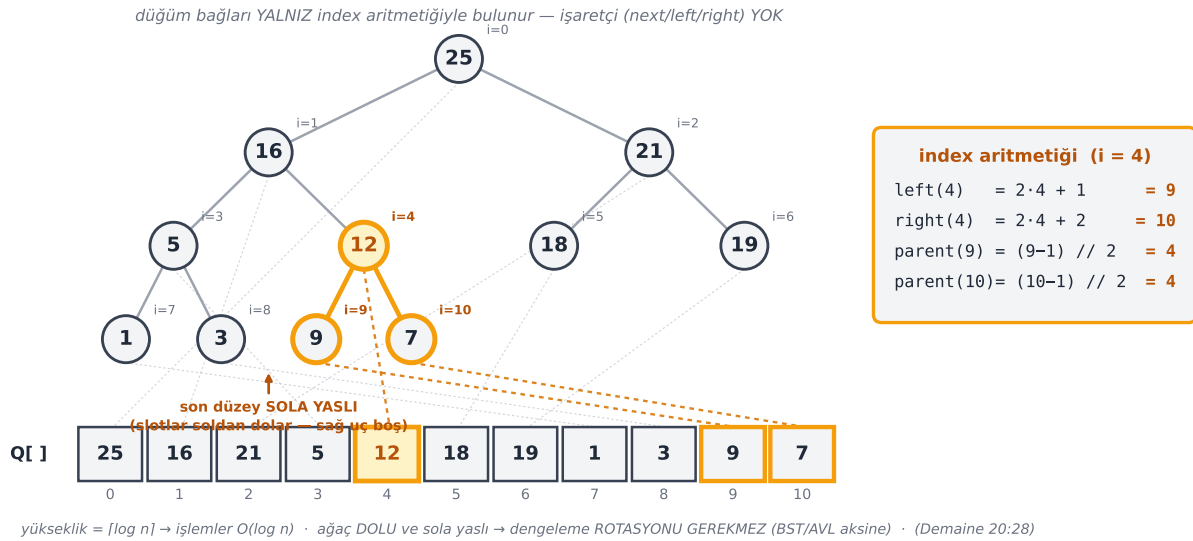 düğüm bağları YALNIZ index aritmetiğiyle bulunur — işaretçi (next/left/right) YOK
i=0
25
i=1
i=2
16
21
index aritmetiği (i = 4)
left(4) = 2·4 + 1 = 9
right(4) = 2·4 + 2 = 10
parent(9) = (9−1) // 2 = 4
parent(10)= (10−1) // 2 = 4
i=3
i=4
i=5
i=6
5
12
18
19
i=7
i=8
i=9
i=10
1
3
9
7
son düzey SOLA YASLI
(slotlar soldan dolar — sağ uç boş)
Q[ ] 25 16 21 5 12 18 19 1 3 9 7
0 1 2 3 4 5 6 7 8 9 10
yükseklik = ⌈log n⌉ → işlemler O(log n) · ağaç DOLU ve sola yaslı → dengeleme ROTASYONU GEREKMEZ (BST/AVL aksine) · (Demaine 20:28)